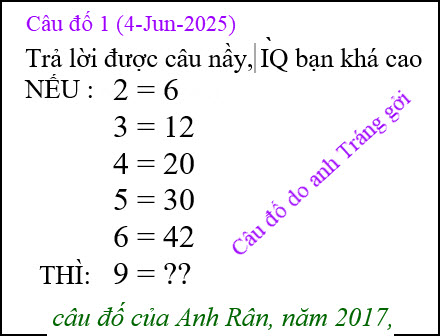 Câu đố 1 (4-Jun-2025)
Trả lời được câu nầy, ÌQ bạn khá cao
NẾU : 2 = 6
3 = 12
4 = 20
5 = 30
6 = 42
THÌ: 9 = ??
Câu đố do anh Tráng gởi
câu đố của Anh Rân, năm 2017,